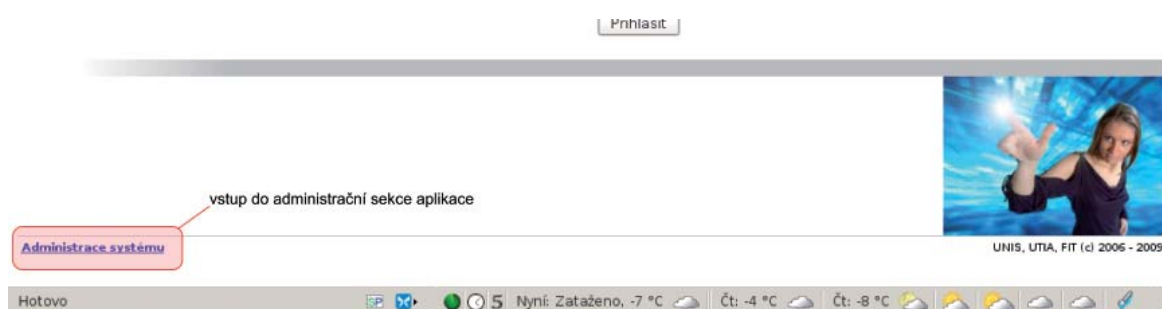 Přihlásit
vstup do administrační sekce aplikace
Administrace systému
UNIS, UTIA, FIT (c) 2006 - 2009
Hotovo SP 5 Nyní: Zataženo, -7 °C Čt: -4 °C Čt: -8 °C